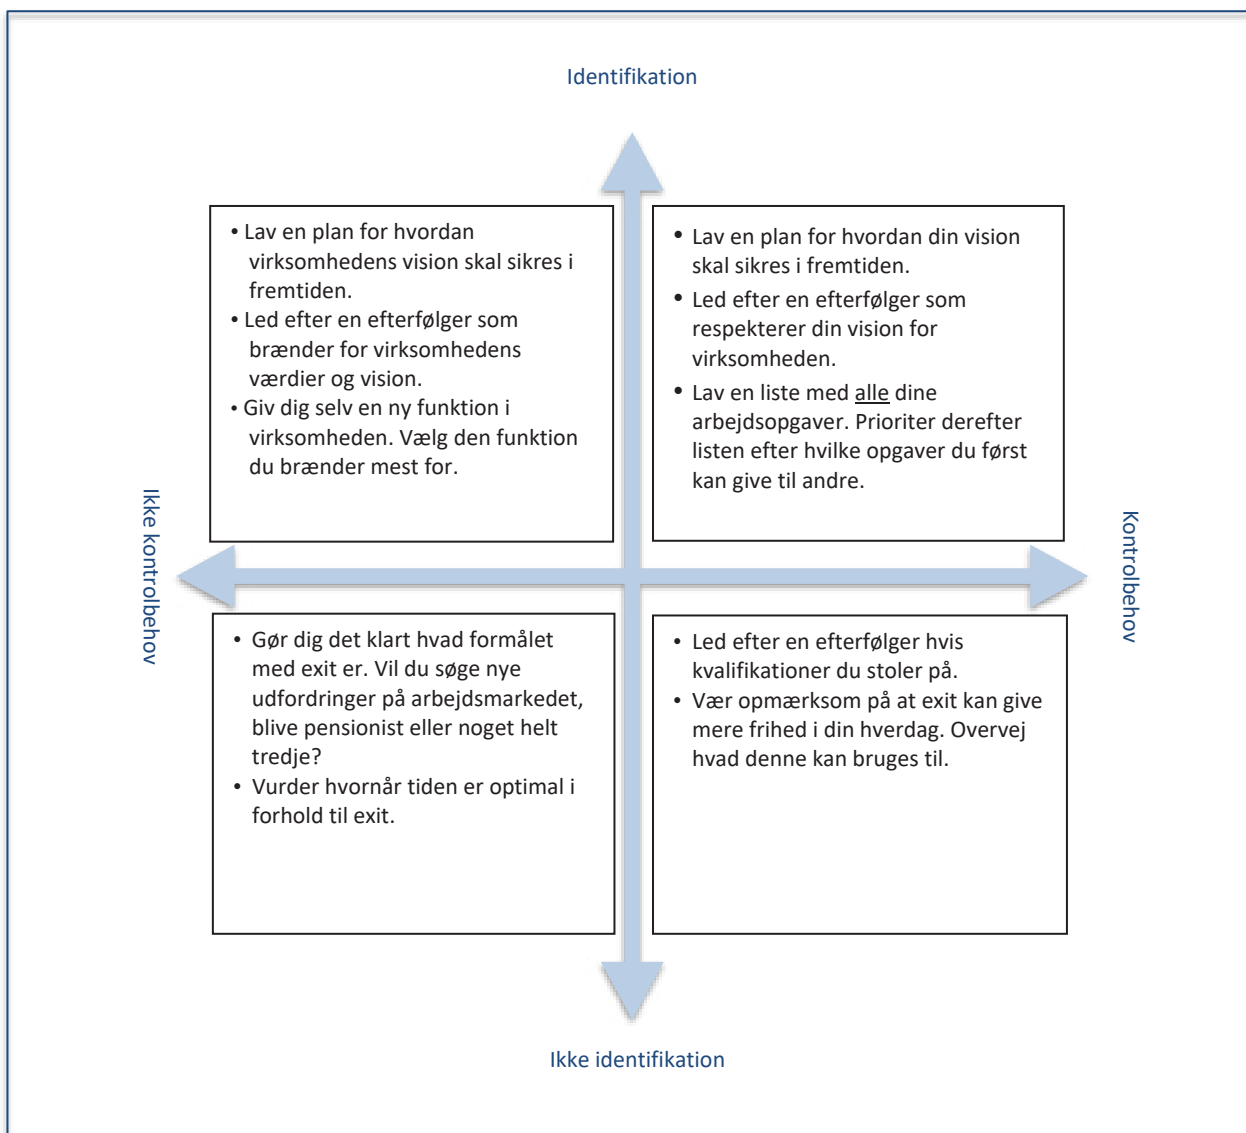 Identifikation
• Lav en plan for hvordan
virksomhedens vision skal sikres i
fremtiden.
• Led efter en efterfølger som
brænder for virksomhedens
værdier og vision.
• Giv dig selv en ny funktion i
virksomheden. Vælg den funktion
du brænder mest for.
• Lav en plan for hvordan din vision
skal sikres i fremtiden.
• Led efter en efterfølger som
respekterer din vision for
virksomheden.
• Lav en liste med alle dine
arbejdsopgaver. Prioriter derefter
listen efter hvilke opgaver du først
kan give til andre.
Ikke kontrolbehov
Kontrolbehov
• Gør dig det klart hvad formålet
med exit er. Vil du søge nye
udfordringer på arbejdsmarkedet,
blive pensionist eller noget helt
tredje?
• Vurder hvornår tiden er optimal i
forhold til exit.
• Led efter en efterfølger hvis
kvalifikationer du stoler på.
• Vær opmærksom på at exit kan give
mere frihed i din hverdag. Overvej
hvad denne kan bruges til.
Ikke identifikation